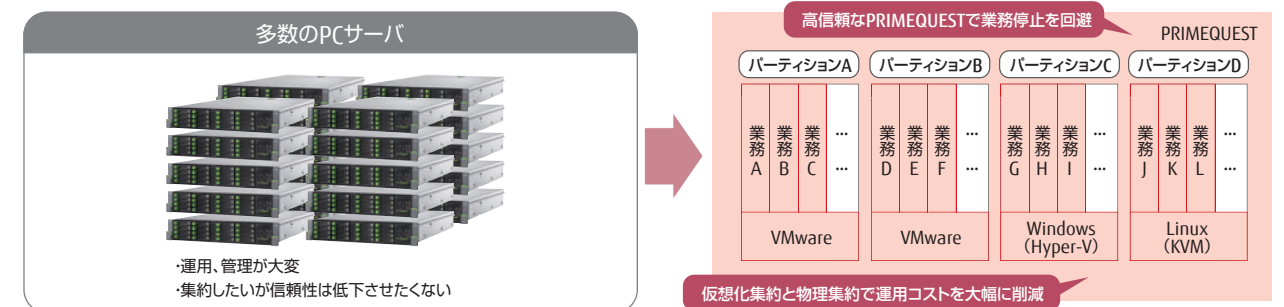 多数のPCサーバ
・運用、管理が大変
・集約したいが信頼性は低下させたくない
高信頼なPRIMEQUESTで業務停止を回避
PRIMEQUEST
パーティションA
業務A
業務B
業務C
… …
VMware
パーティションB
業務D
業務E
業務F
… …
VMware
パーティションC
業務G
業務H
業務I
… …
Windows
（Hyper-V）
パーティションD
業務J
業務K
業務L
… …
Linux
（KVM）
仮想化集約と物理集約で運用コストを大幅に削減